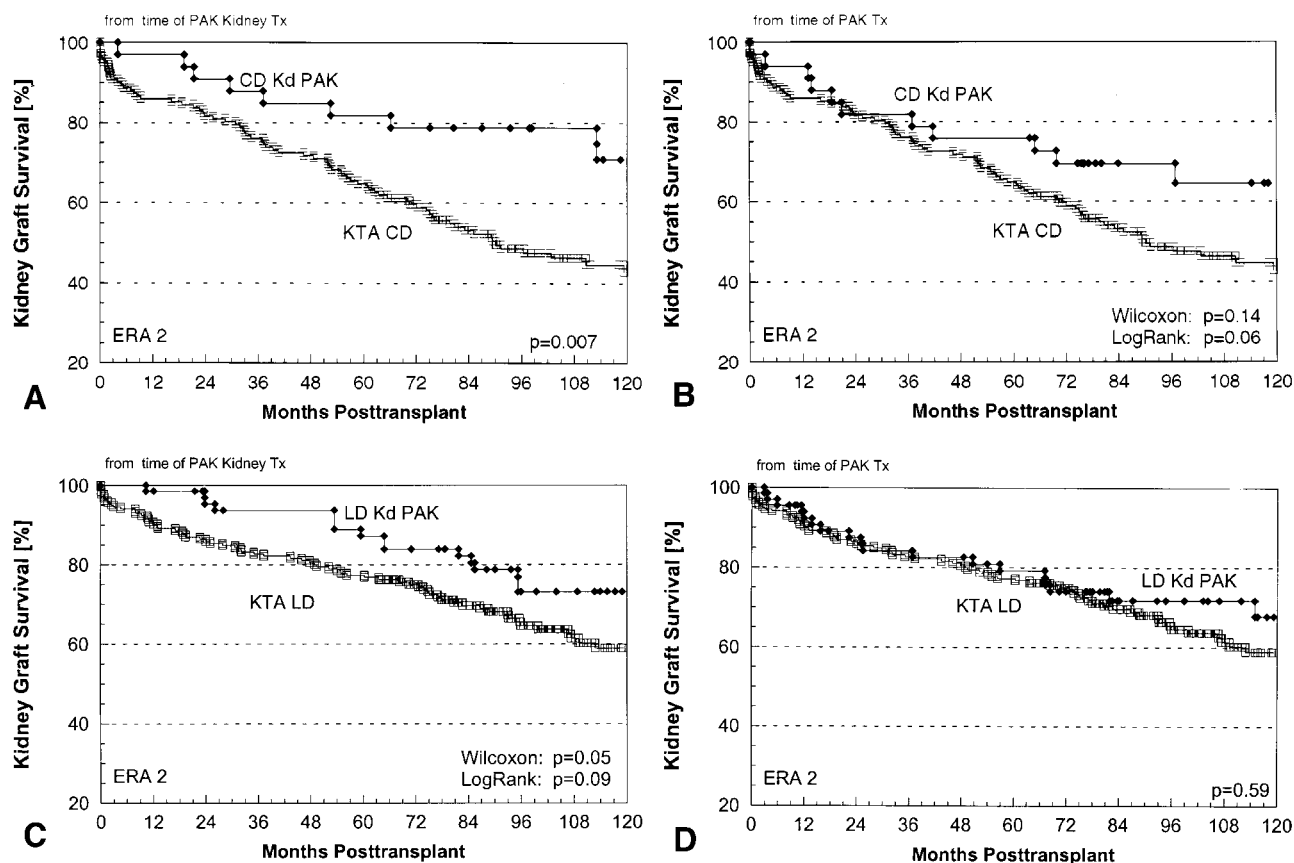 from time of PAK Kidney Tx
100
80
60
40
20
Kidney Graft Survival [%]
CD Kd PAK
KTA CD
ERA 2
p=0.007
0 12 24 36 48 60 72 84 96 108 120
Months Posttransplant
A
from time of PAK Tx
100
80
60
40
20
Kidney Graft Survival [%]
CD Kd PAK
KTA CD
ERA 2
Wilcoxon: p=0.14
LogRank: p=0.06
0 12 24 36 48 60 72 84 96 108 120
Months Posttransplant
B
from time of PAK Kidney Tx
100
80
60
40
20
Kidney Graft Survival [%]
LD Kd PAK
KTA LD
ERA 2
Wilcoxon: p=0.05
LogRank: p=0.09
0 12 24 36 48 60 72 84 96 108 120
Months Posttransplant
C
from time of PAK Tx
100
80
60
40
20
Kidney Graft Survival [%]
LD Kd PAK
KTA LD
ERA 2
p=0.59
0 12 24 36 48 60 72 84 96 108 120
Months Posttransplant
D